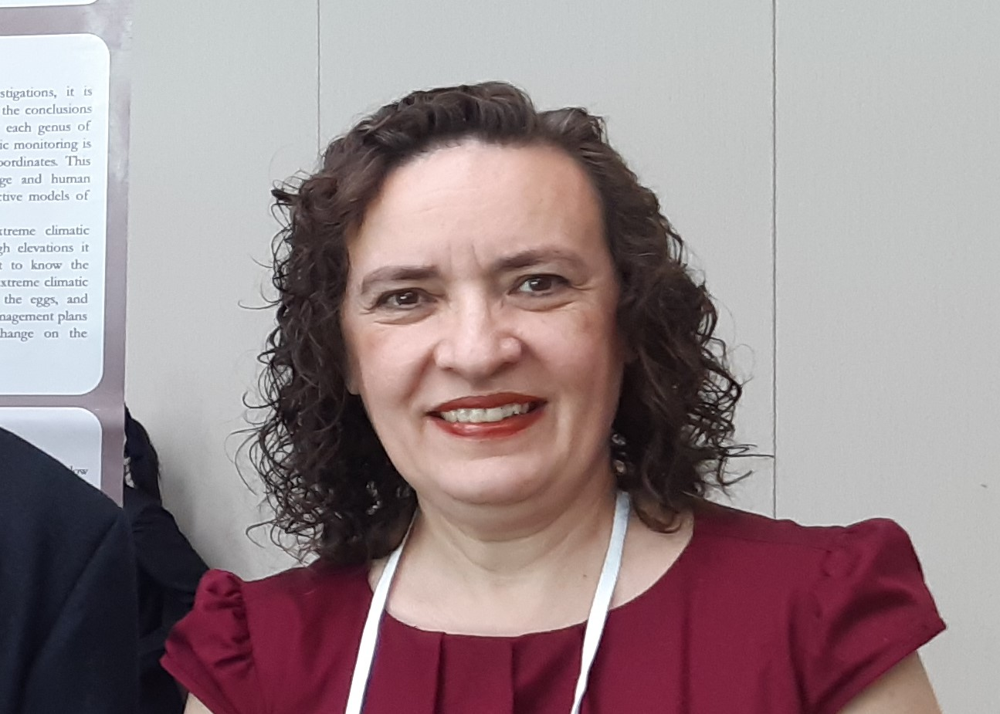 stigations, it is
the conclusions
each genus of
ic monitoring is
oordinates. This
ge and human
ctive models of
xtreme climatic
gh elevations it
t to know the
xtreme climatic
the eggs, and
nagement plans
hange on the
low